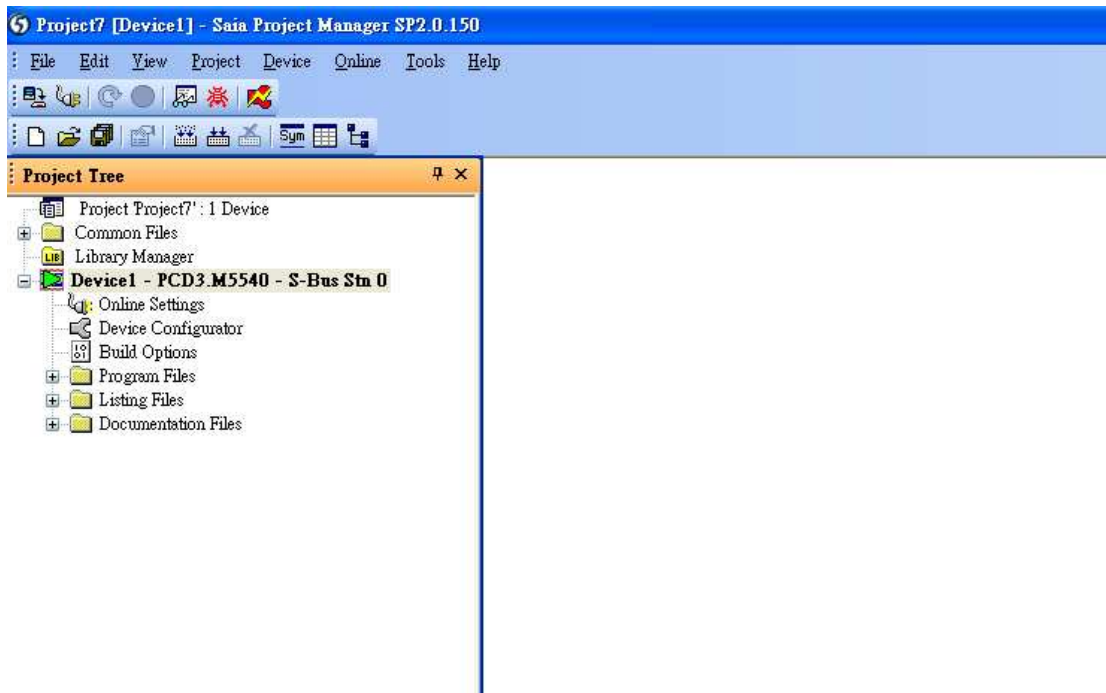 Project7 [Device1] - Saia Project Manager SP2.0.150
File Edit View Project Device Online Tools Help
Sym
Project Tree
Project 'Project7' : 1 Device
Common Files
LIB Library Manager
Device1 - PCD3.M5540 - S-Bus Stn 0
Online Settings
Device Configurator
Build Options
Program Files
Listing Files
Documentation Files